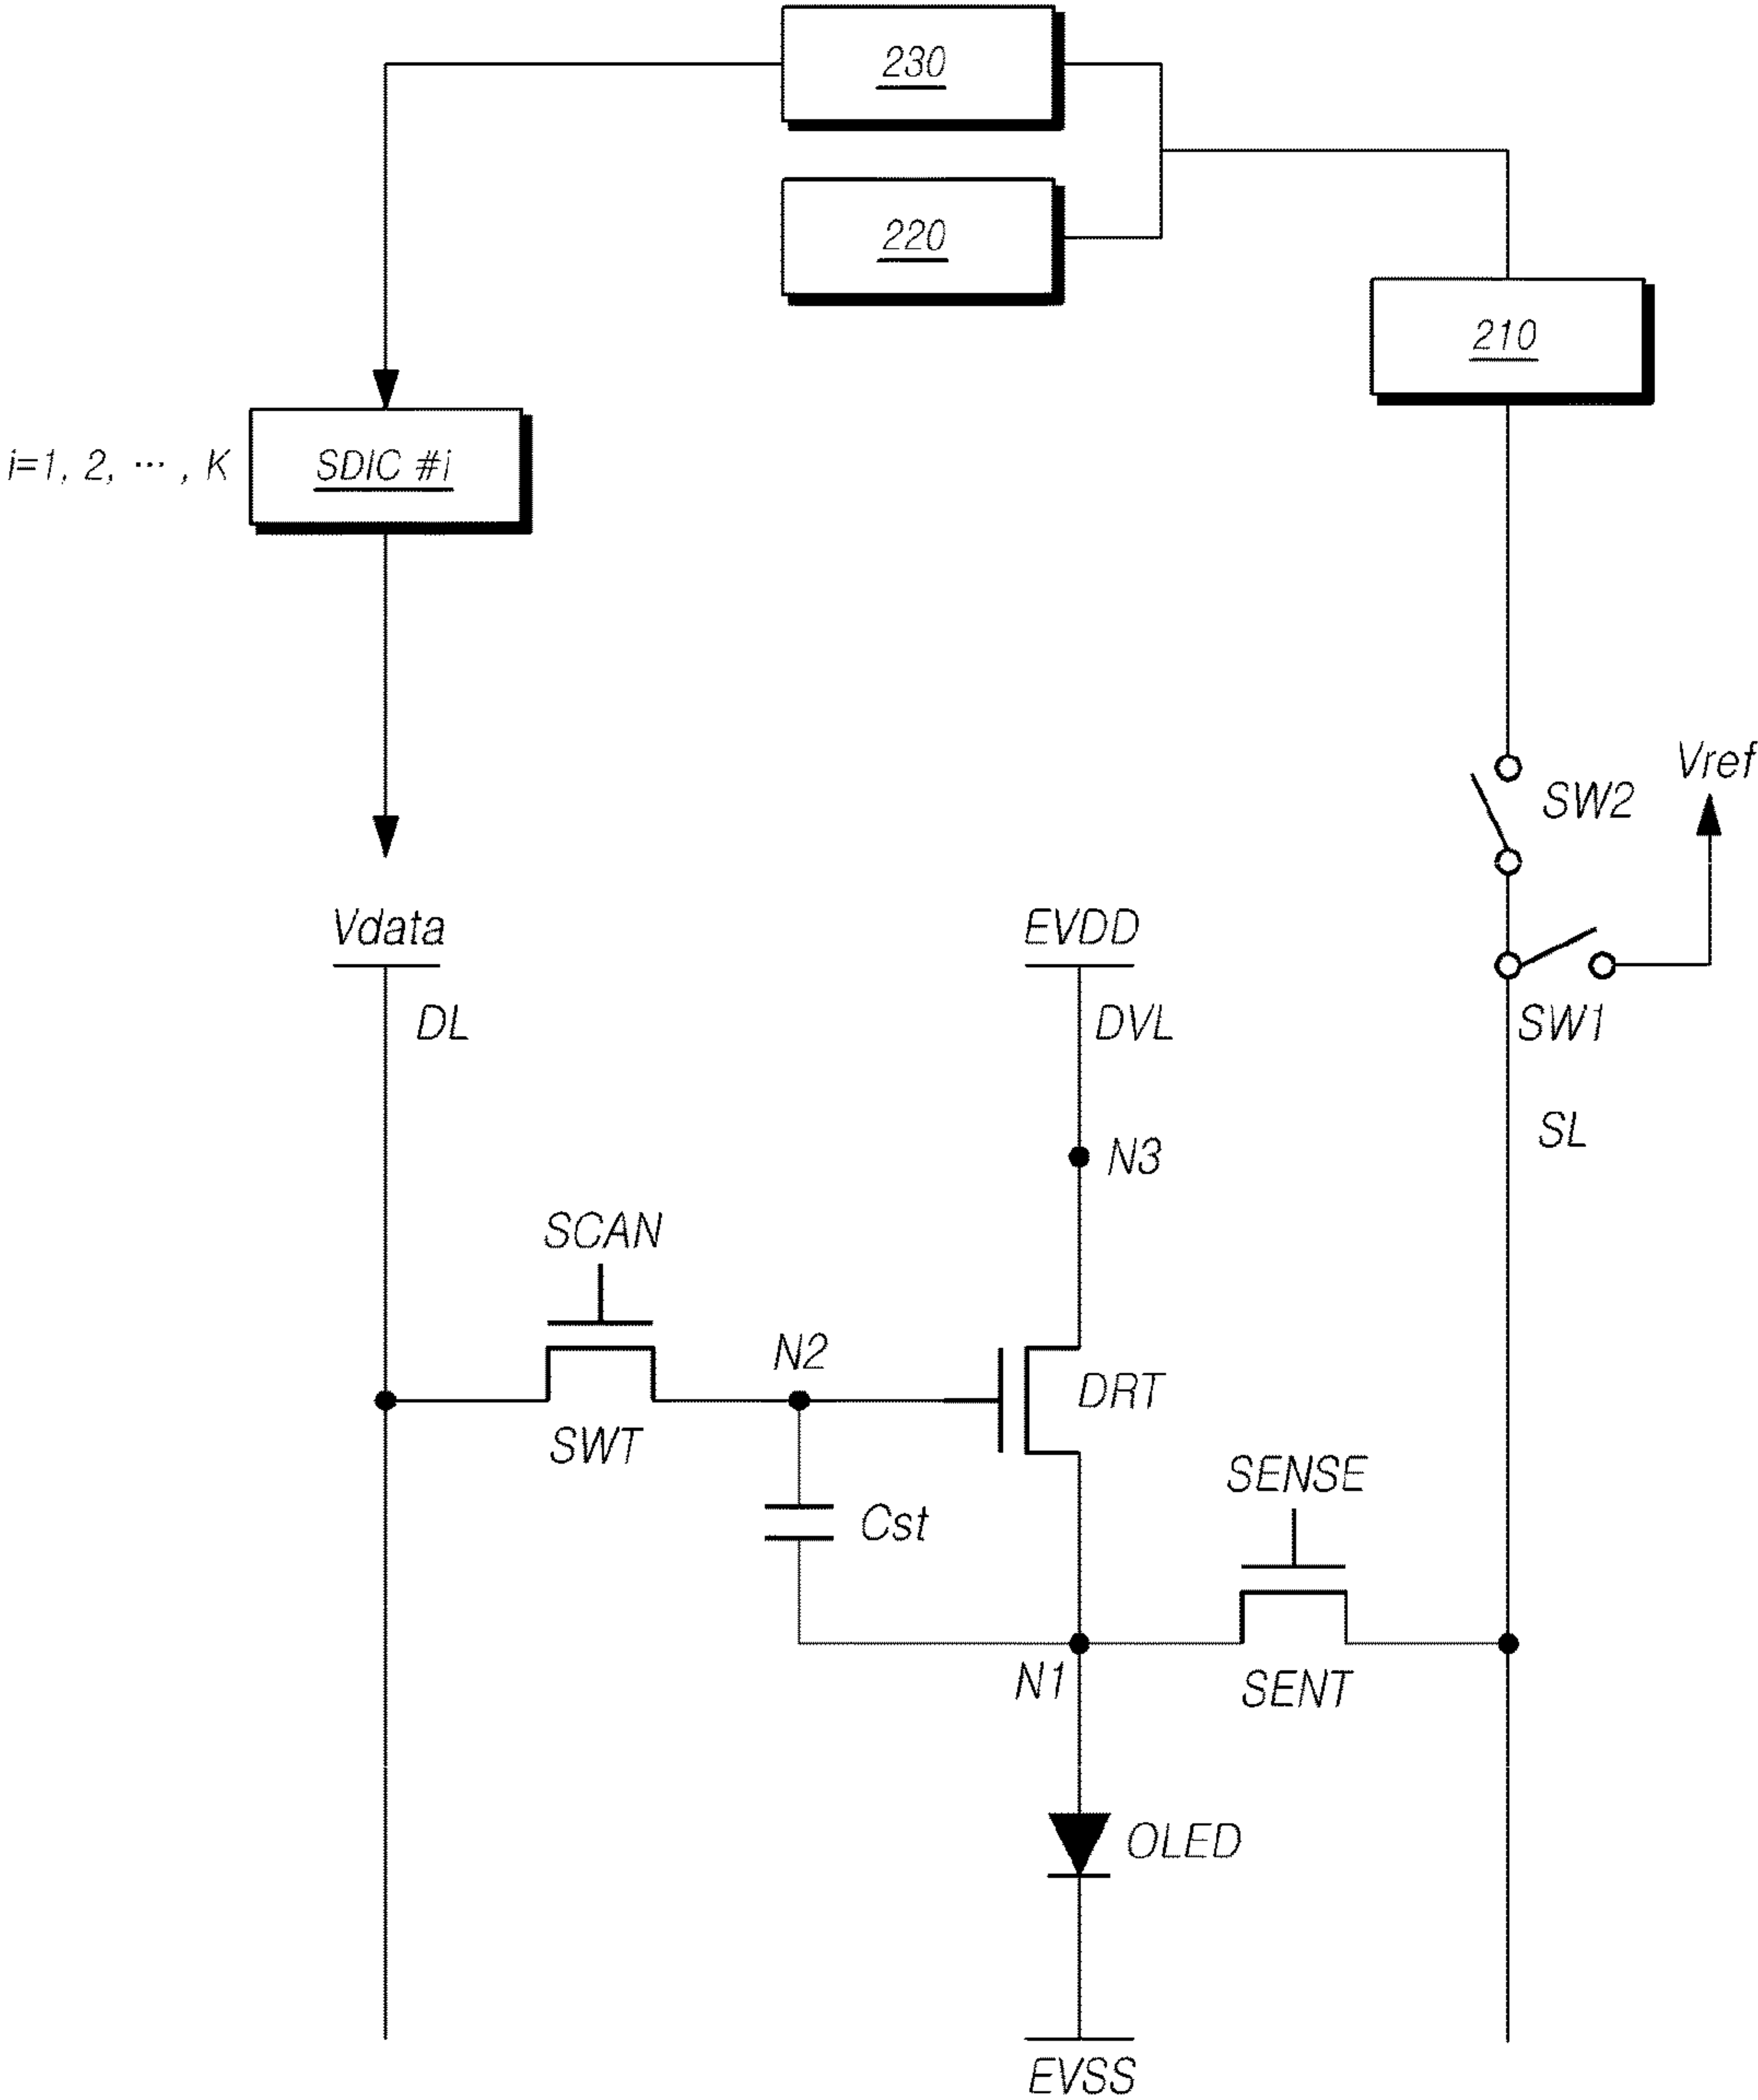 230
220
210
i=1, 2, ··· , K
SDIC #i
Vref
SW2
Vdata
EVDD
DL
DVL
SW1
SL
N3
SCAN
N2
DRT
SWT
SENSE
Cst
N1
SENT
OLED
EVSS